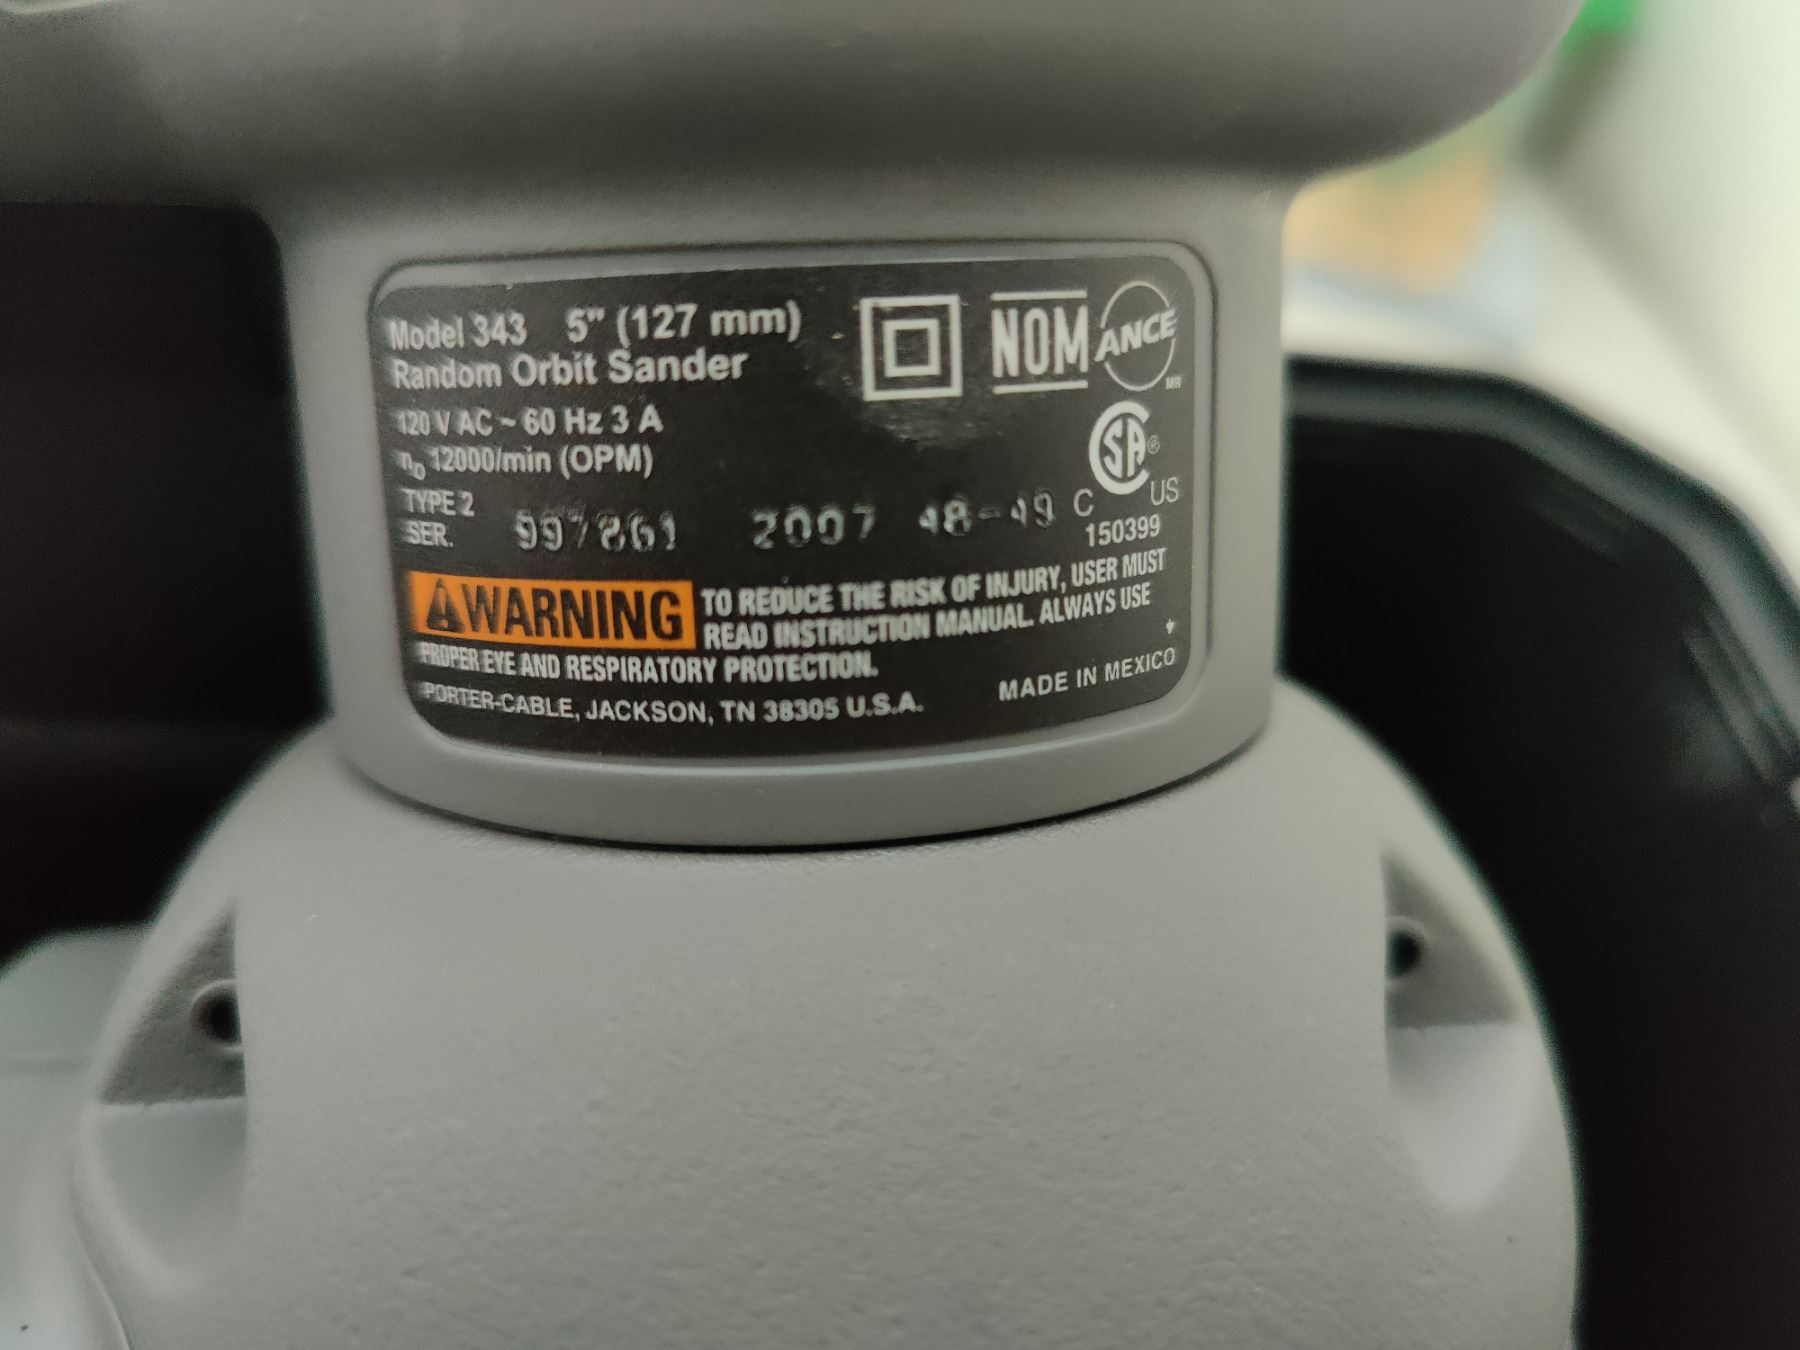 Model 343 5" (127 mm)
Random Orbit Sander
NOM ANCE MR
120 V AC ~ 60 Hz 3 A
n₀ 12000/min (OPM)
TYPE 2
SER. 997861 2007 48-49
CSA ® C US
150399
WARNING TO REDUCE THE RISK OF INJURY, USER MUST
READ INSTRUCTION MANUAL. ALWAYS USE
PROPER EYE AND RESPIRATORY PROTECTION.
PORTER-CABLE, JACKSON, TN 38305 U.S.A. MADE IN MEXICO